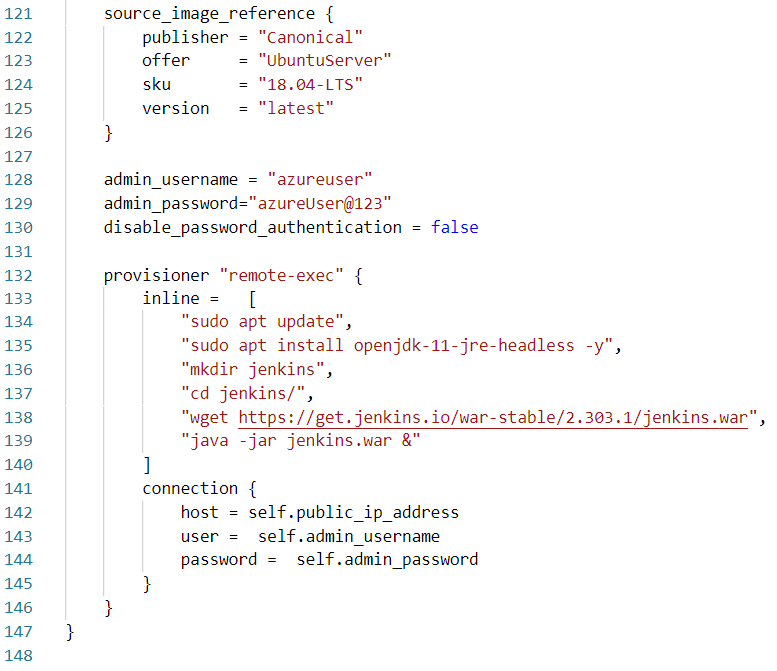 121 source_image_reference {
122 publisher = "Canonical"
123 offer = "UbuntuServer"
124 sku = "18.04-LTS"
125 version = "latest"
126 }
127
128 admin_username = "azureuser"
129 admin_password="azureUser@123"
130 disable_password_authentication = false
131
132 provisioner "remote-exec" {
133 inline = [
134 "sudo apt update",
135 "sudo apt install openjdk-11-jre-headless -y",
136 "mkdir jenkins",
137 "cd jenkins/",
138 "wget https://get.jenkins.io/war-stable/2.303.1/jenkins.war",
139 "java -jar jenkins.war &"
140 ]
141 connection {
142 host = self.public_ip_address
143 user = self.admin_username
144 password = self.admin_password
145 }
146 }
147 }
148